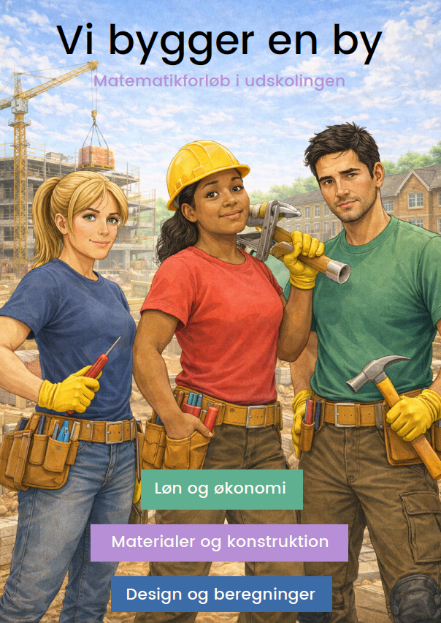 Vi bygger en by
Matematikforløb i udskolingen
Løn og økonomi
Materialer og konstruktion
Design og beregninger